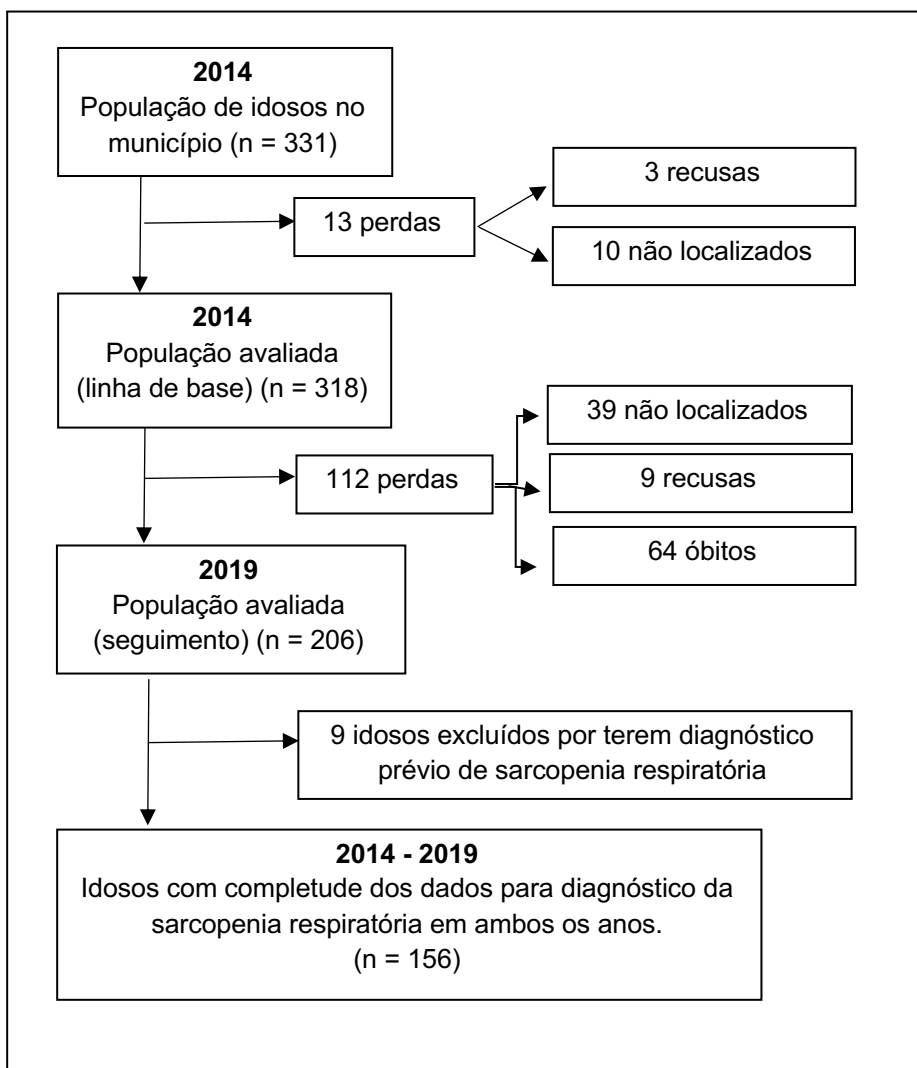 2014
População de idosos no
município (n = 331)
3 recusas
13 perdas
10 não localizados
2014
População avaliada
(linha de base) (n = 318)
39 não localizados
112 perdas
9 recusas
64 óbitos
2019
População avaliada
(seguimento) (n = 206)
9 idosos excluídos por terem diagnóstico
prévio de sarcopenia respiratória
2014 - 2019
Idosos com completude dos dados para diagnóstico da
sarcopenia respiratória em ambos os anos.
(n = 156)